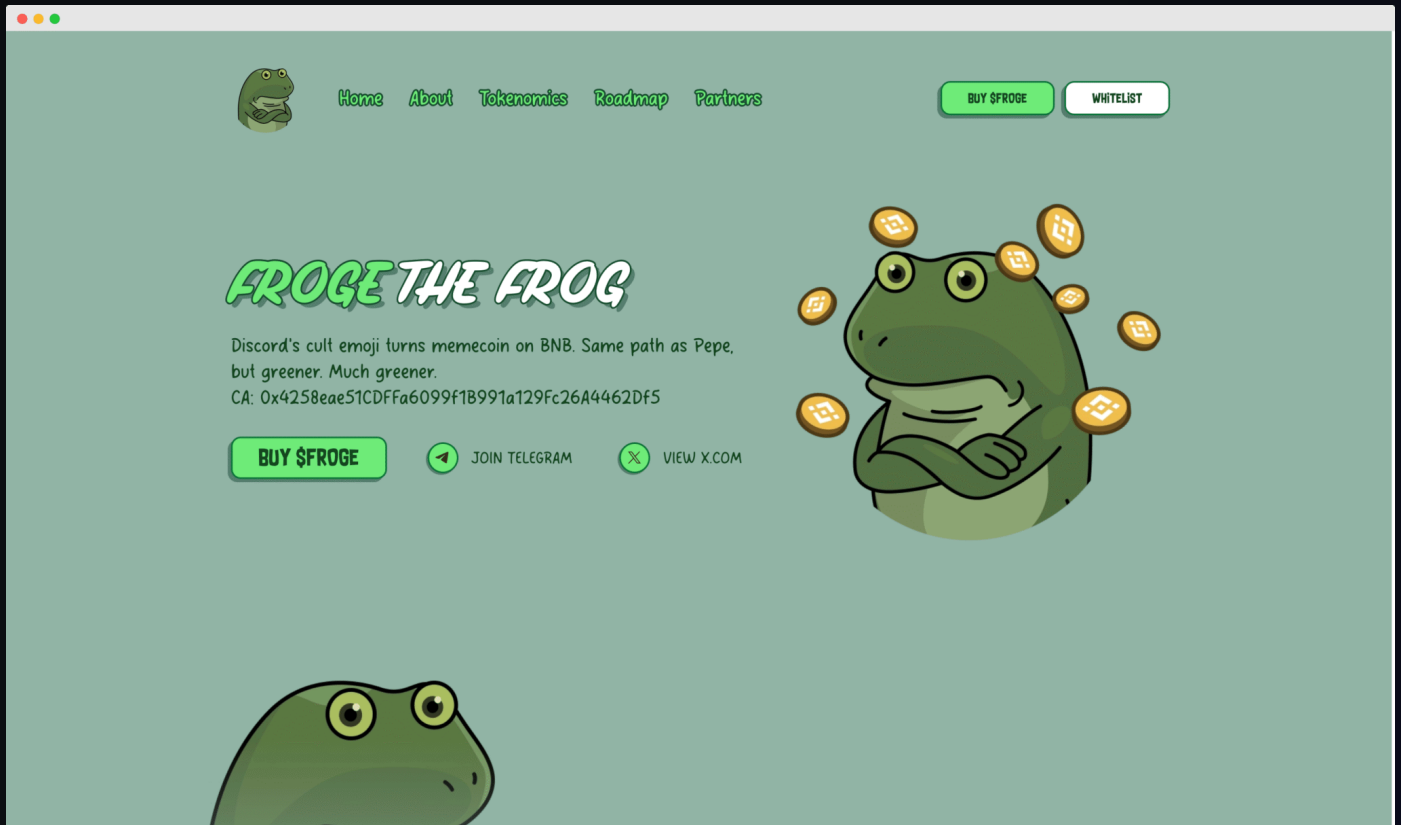 Home About Tokenomics Roadmap Partners
BUY $FROGE WHiTELiST
FROGE THE FROG
Discord's cult emoji turns memecoin on BNB. Same path as Pepe,
but greener. Much greener.
CA: 0x4258eae51CDFFa6099f1B991a129Fc26A4462Df5
BUY $FROGE JOIN TELEGRAM VIEW X.COM